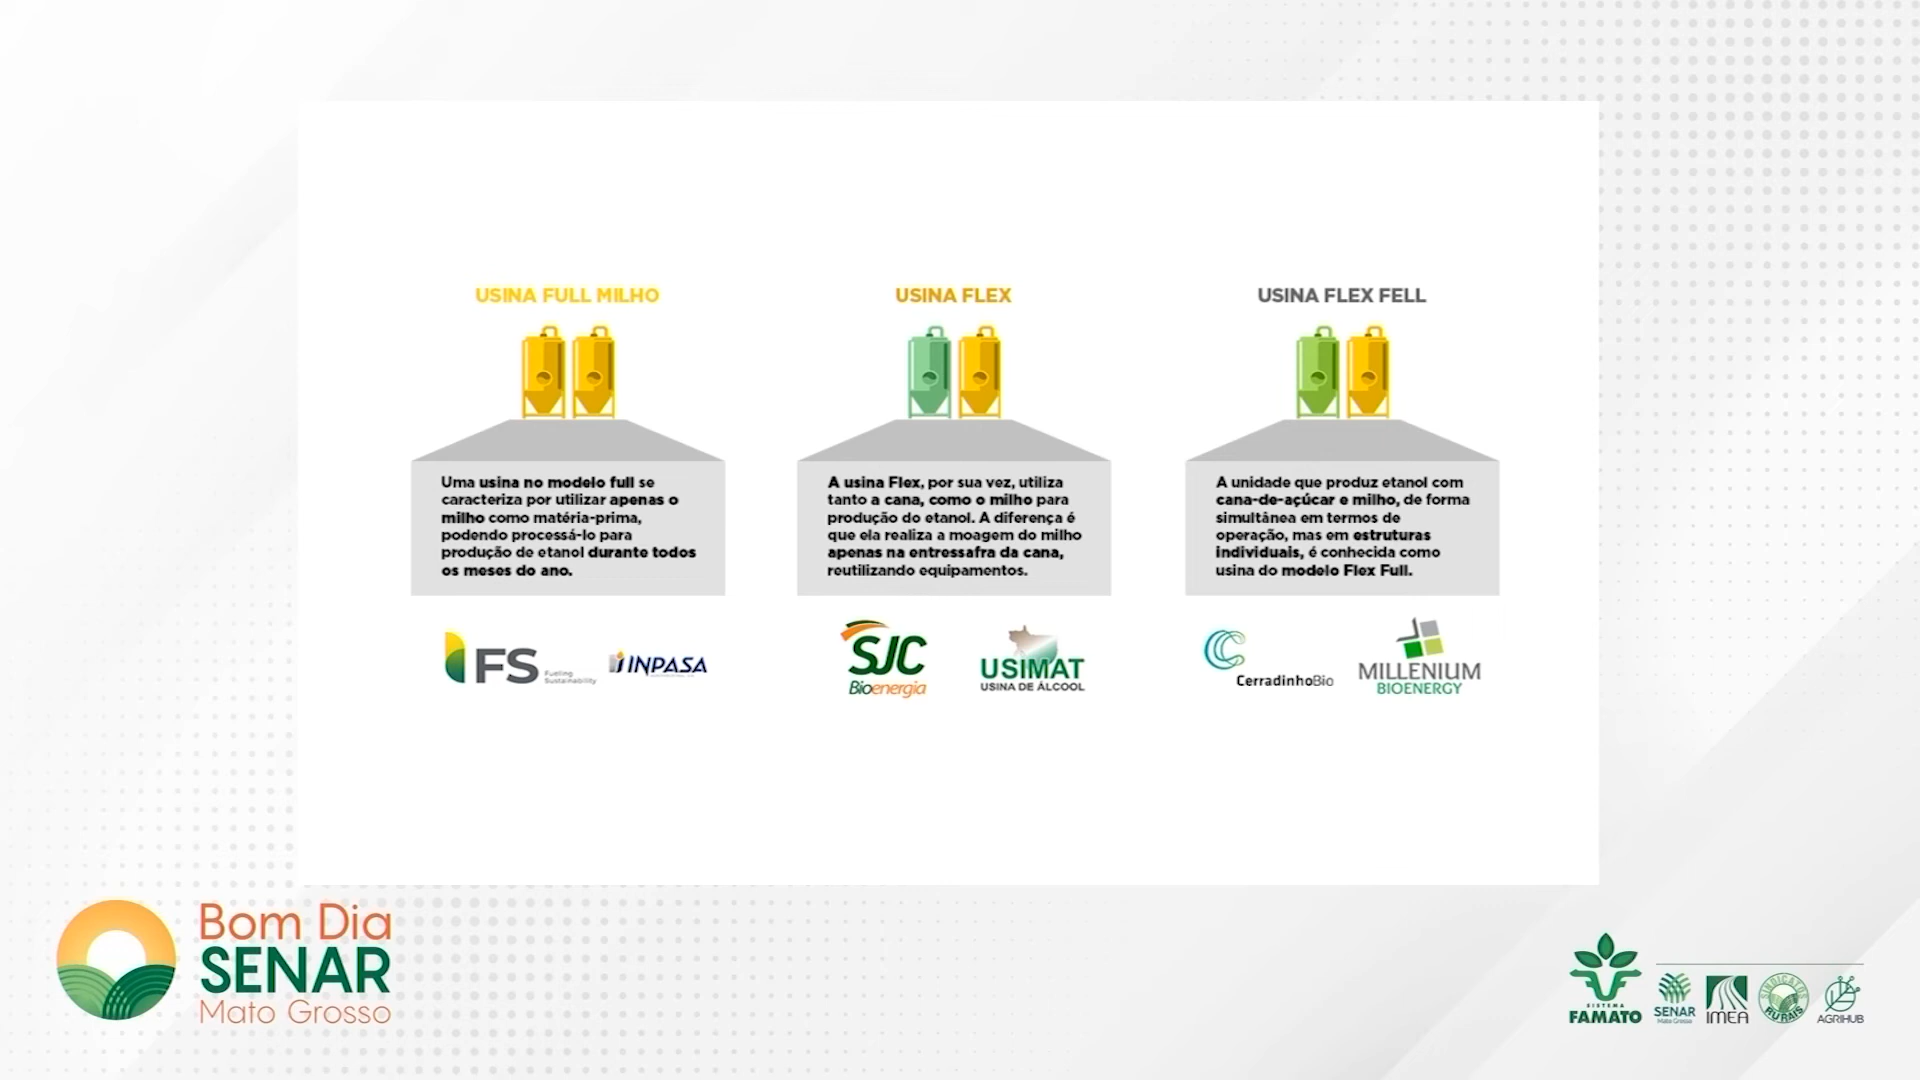 USINA FULL MILHO
Uma usina no modelo full se
caracteriza por utilizar apenas o
milho como matéria-prima,
podendo processá-lo para
produção de etanol durante todos
os meses do ano.
FS
Fueling
Sustainability
INPASA
USINA FLEX
A usina Flex, por sua vez, utiliza
tanto a cana, como o milho para
produção do etanol. A diferença é
que ela realiza a moagem do milho
apenas na entressafra da cana,
reutilizando equipamentos.
SJC
Bioenergia
USIMAT
USINA DE ÁLCOOL
USINA FLEX FELL
A unidade que produz etanol com
cana-de-açúcar e milho, de forma
simultânea em termos de
operação, mas em estruturas
individuais, é conhecida como
usina do modelo Flex Full.
CerradinhoBio
MILLENIUM
BIOENERGY
Bom Dia
SENAR
Mato Grosso
SISTEMA
FAMATO
SENAR
Mato Grosso
IMEA
SINDICATOS
RURAIS
AGRIHUB